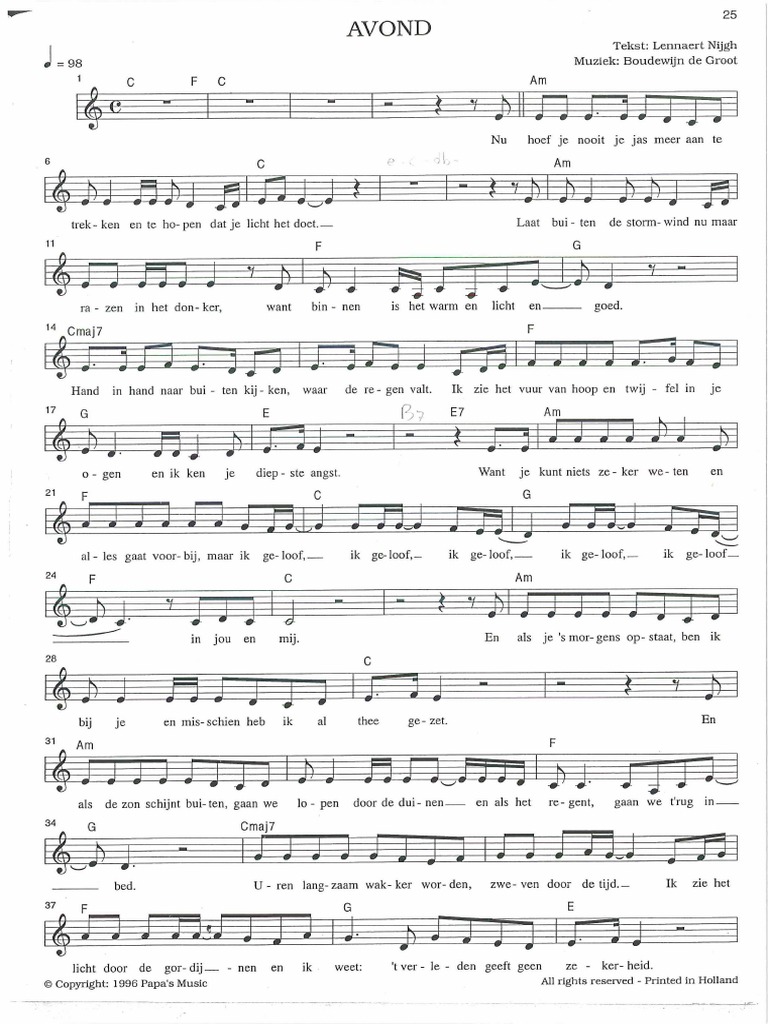 25
AVOND
Tekst: Lennaert Nijgh
Muziek: Boudewijn de Groot
= 98
1 C F C Am
Nu hoef je nooit je jas meer aan te
6 C e-c-db- Am
trek-ken en te ho-pen dat je licht het doet. Laat bui-ten de storm-wind nu maar
11 F G
ra-zen in het don-ker, want bin-nen is het warm en licht en goed.
14 Cmaj7 F
Hand in hand naar bui-ten kij-ken, waar de re-gen valt. Ik zie het vuur van hoop en twij-fel in je
17 G E B7 E7 Am
o-gen en ik ken je diep-ste angst. Want je kunt niets ze-ker we-ten en
21 F C G
al-les gaat voor-bij, maar ik ge-loof, ik ge-loof, ik ge-loof, ik ge-loof, ik ge-loof
24 F C Am
in jou en mij. En als je 's mor-gens op-staat, ben ik
28 C
bij je en mis-schien heb ik al thee ge-zet. En
31 Am F
als de zon schijnt buiten, gaan we lo-pen door de dui-nen en als het re-gent, gaan we t'rug in
34 G Cmaj7
bed. U-ren lang-zaam wak-ker wor-den, zwe-ven door de tijd. Ik zie het
37 F G E
licht door de gor-dij-nen en ik weet: 't ver-le-den geeft geen ze-ker-heid.
© Copyright: 1996 Papa's Music All rights reserved - Printed in Holland